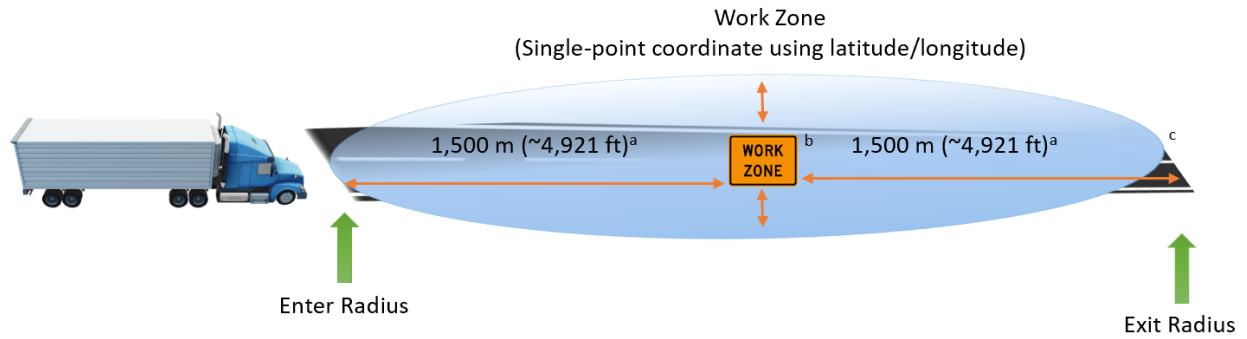 Work Zone
(Single-point coordinate using latitude/longitude)
1,500 m (~4,921 ft)ᵃ
WORK
ZONE
b
1,500 m (~4,921 ft)ᵃ
c
Enter Radius
Exit Radius